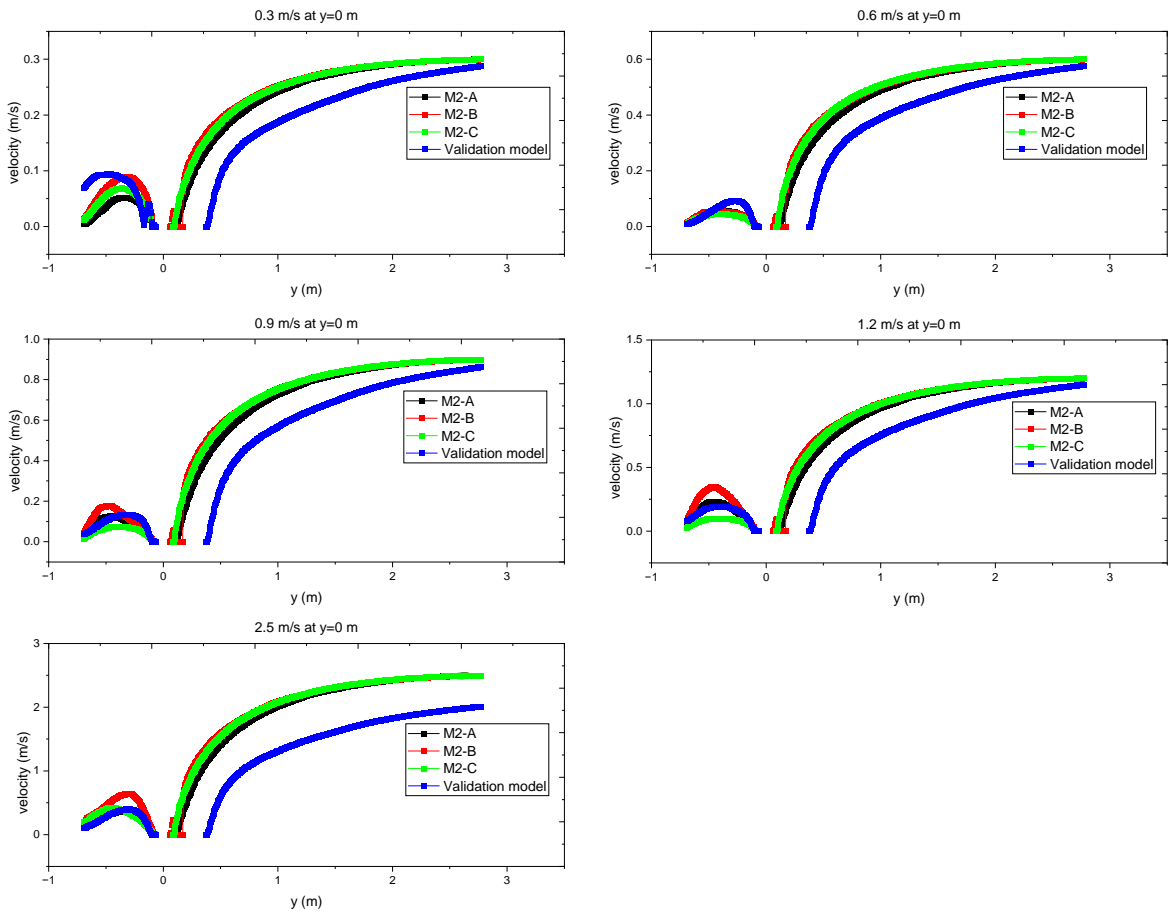 0.3 m/s at y=0 m
0.3
0.2
0.1
0.0
velocity (m/s)
M2-A
M2-B
M2-C
Validation model
−1 0 1 2 3
y (m)
0.6 m/s at y=0 m
0.6
0.4
0.2
0.0
velocity (m/s)
M2-A
M2-B
M2-C
Validation model
−1 0 1 2 3
y (m)
0.9 m/s at y=0 m
1.0
0.8
0.6
0.4
0.2
0.0
velocity (m/s)
M2-A
M2-B
M2-C
Validation model
−1 0 1 2 3
y (m)
1.2 m/s at y=0 m
1.5
1.0
0.5
0.0
velocity (m/s)
M2-A
M2-B
M2-C
Validation model
−1 0 1 2 3
y (m)
2.5 m/s at y=0 m
3
2
1
0
velocity (m/s)
M2-A
M2-B
M2-C
Validation model
−1 0 1 2 3
y (m)